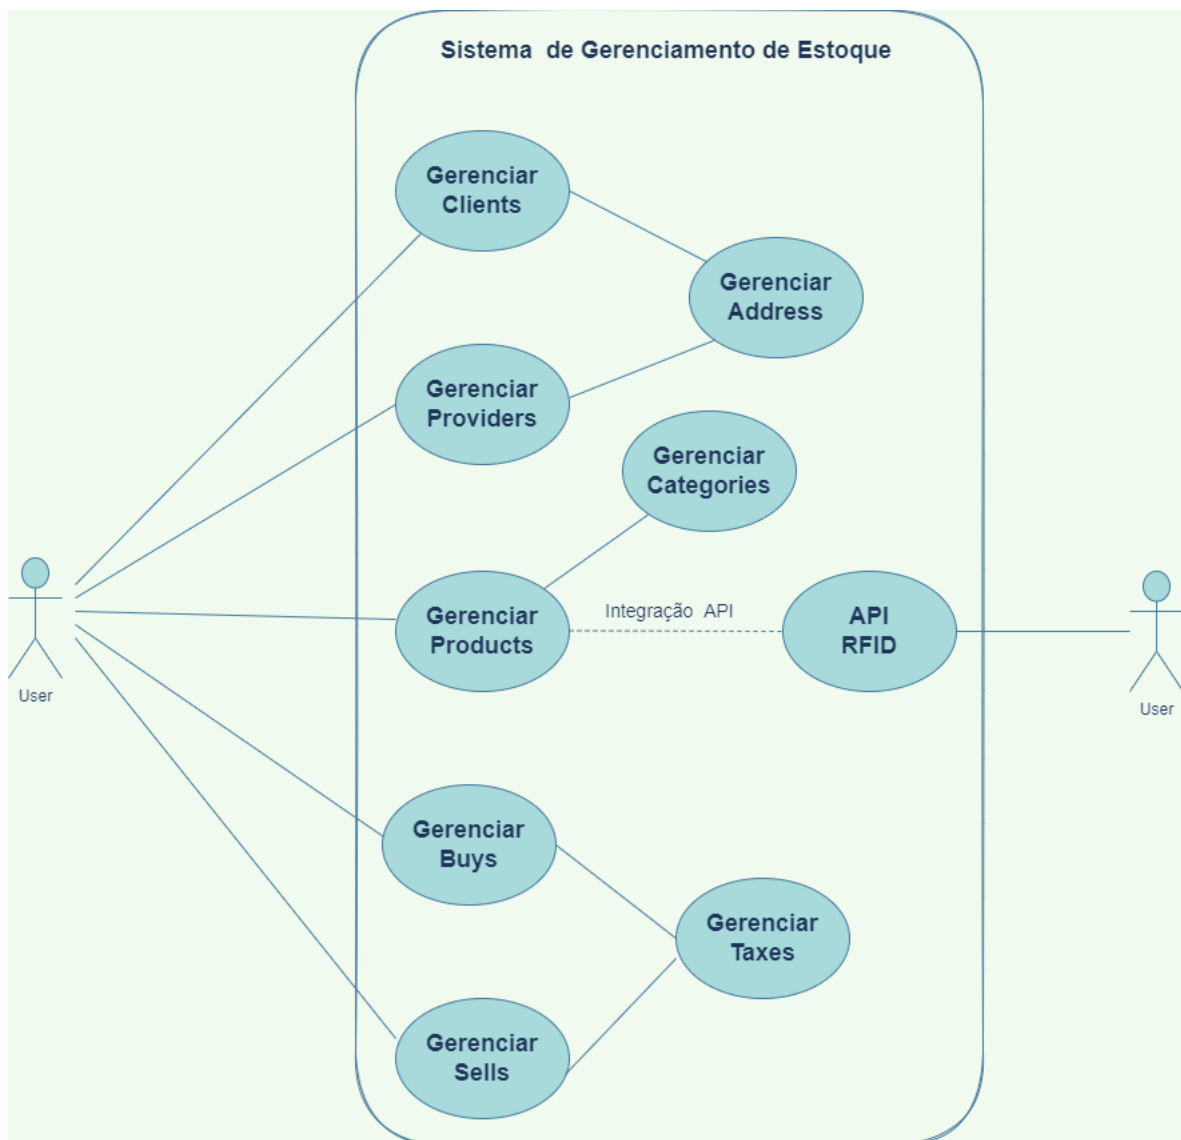 Sistema  de Gerenciamento de Estoque
Gerenciar
Clients
Gerenciar
Address
Gerenciar
Providers
Gerenciar
Categories
Gerenciar
Products
Integração  API
API
RFID
User
User
Gerenciar
Buys
Gerenciar
Taxes
Gerenciar
Sells